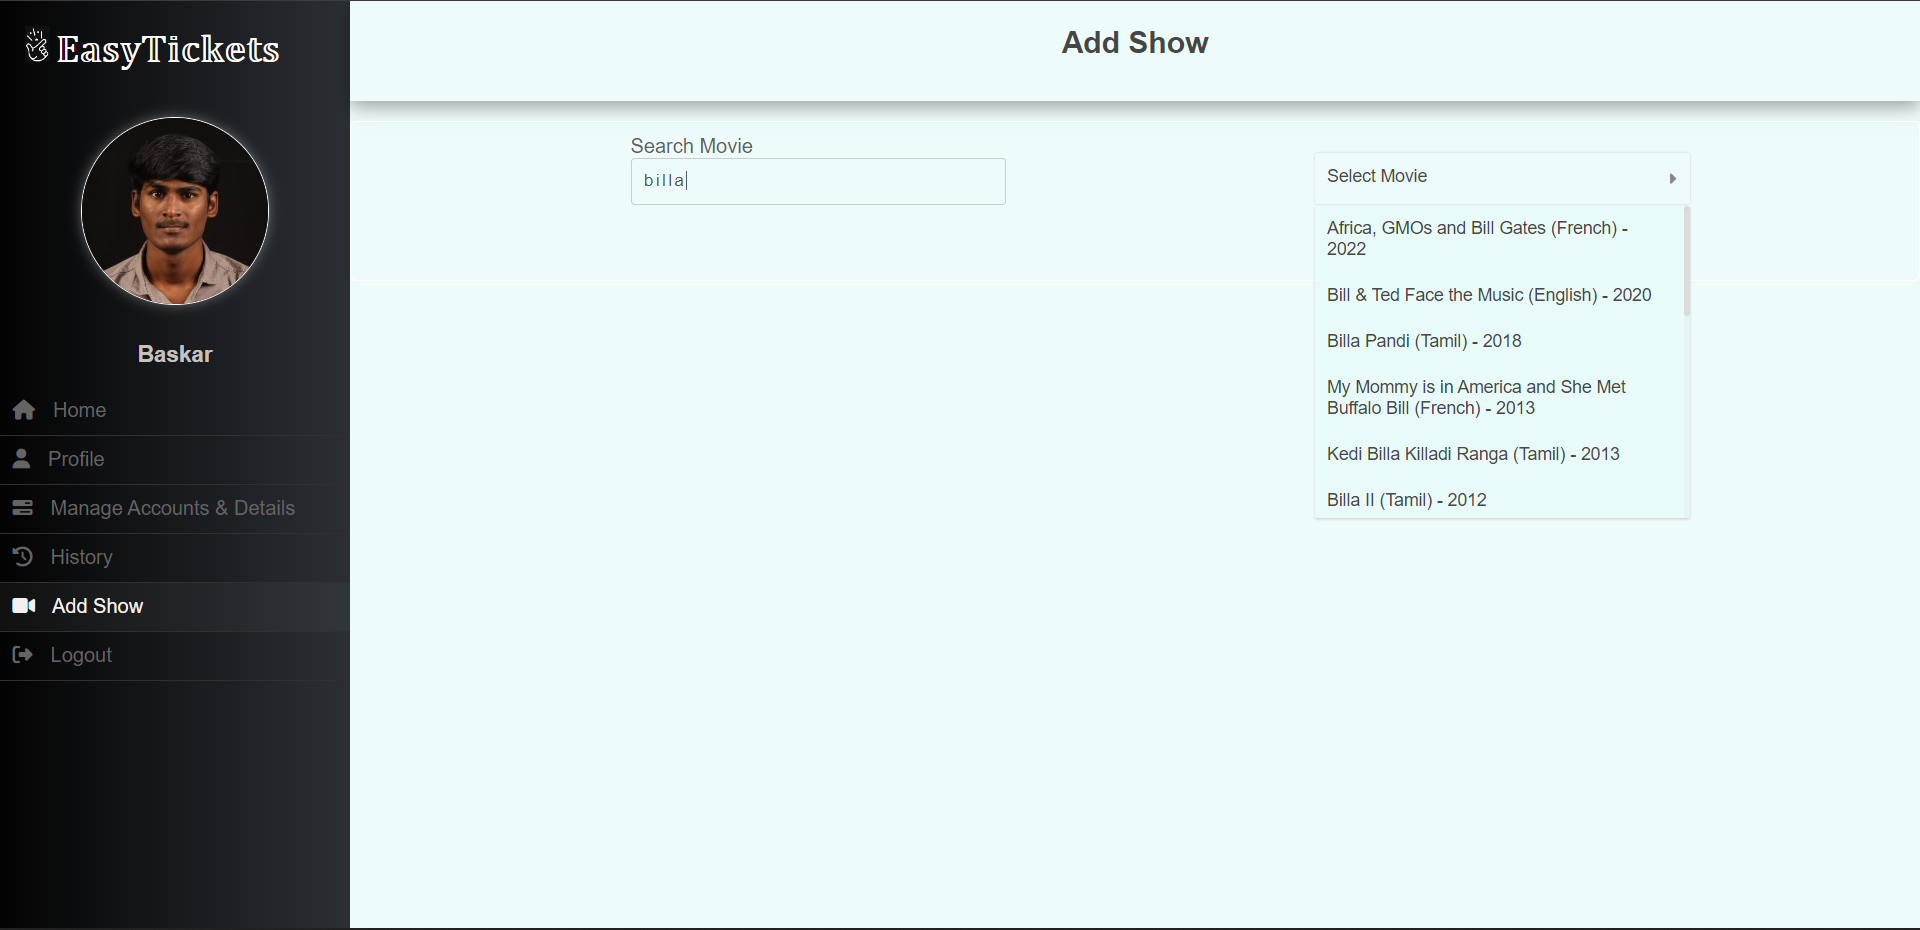 EasyTickets
Baskar
Home
Profile
Manage Accounts & Details
History
Add Show
Logout
Add Show
Search Movie
billa
Select Movie
Africa, GMOs and Bill Gates (French) -
2022
Bill & Ted Face the Music (English) - 2020
Billa Pandi (Tamil) - 2018
My Mommy is in America and She Met
Buffalo Bill (French) - 2013
Kedi Billa Killadi Ranga (Tamil) - 2013
Billa II (Tamil) - 2012